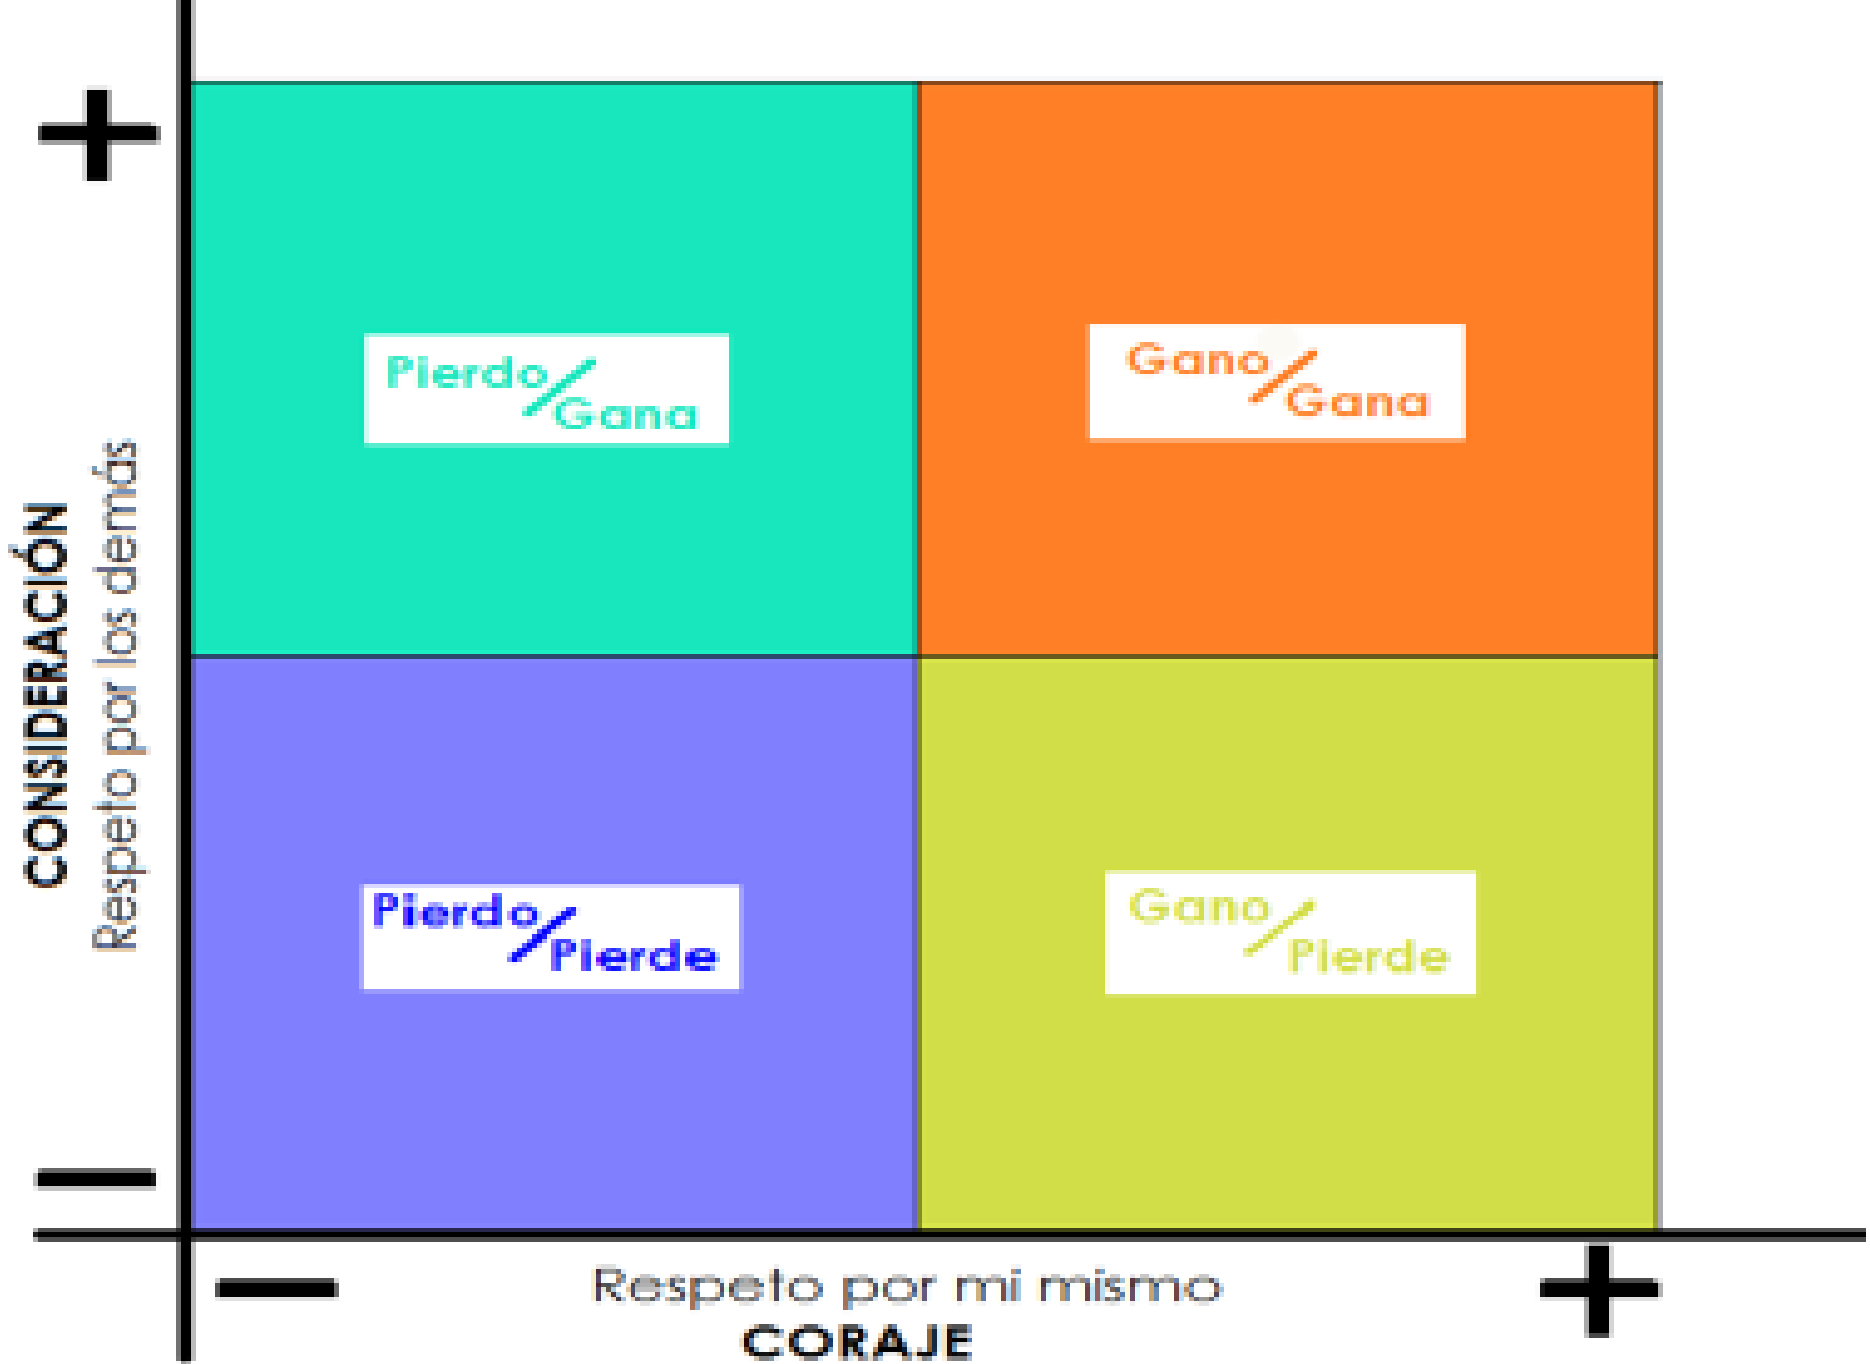 +
CONSIDERACIÓN
Respeto por los demás
Pierdo/
Gana
Gano/
Gana
Pierdo/
Pierde
Gano/
Pierde
—
— Respeto por mi mismo +
CORAJE